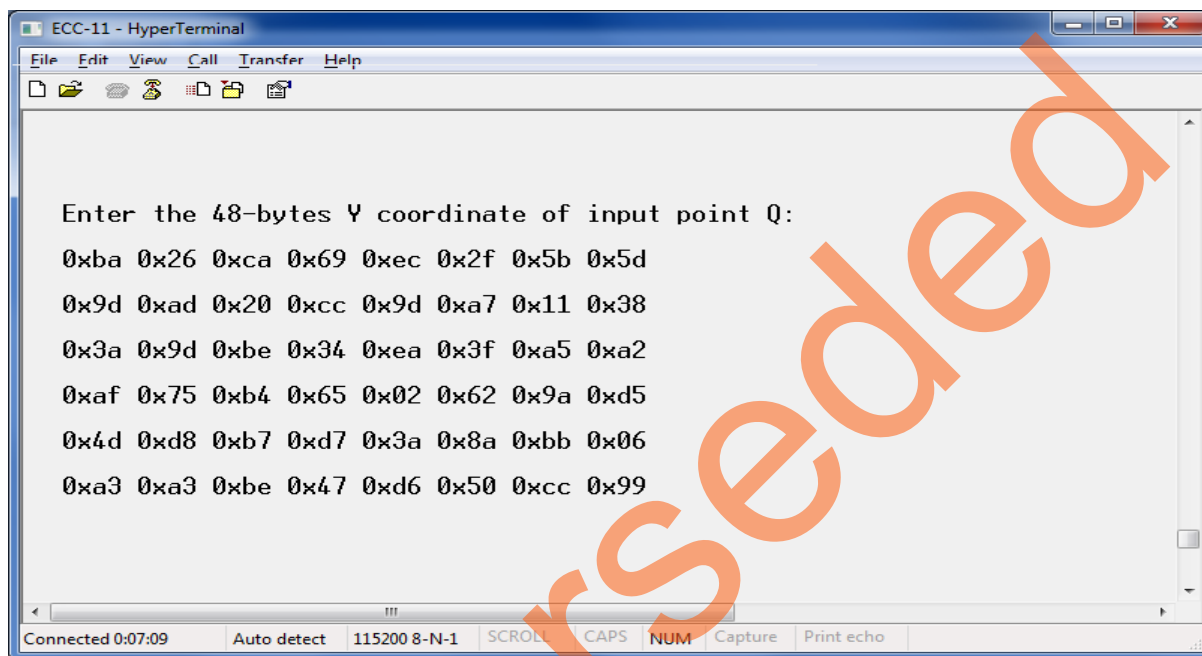 ECC-11 - HyperTerminal
File Edit View Call Transfer Help
Enter the 48-bytes Y coordinate of input point Q:
0xba 0x26 0xca 0x69 0xec 0x2f 0x5b 0x5d
0x9d 0xad 0x20 0xcc 0x9d 0xa7 0x11 0x38
0x3a 0x9d 0xbe 0x34 0xea 0x3f 0xa5 0xa2
0xaf 0x75 0xb4 0x65 0x02 0x62 0x9a 0xd5
0x4d 0xd8 0xb7 0xd7 0x3a 0x8a 0xbb 0x06
0xa3 0xa3 0xbe 0x47 0xd6 0x50 0xcc 0x99
Connected 0:07:09 Auto detect 115200 8-N-1 SCROLL CAPS NUM Capture Print echo
rseded